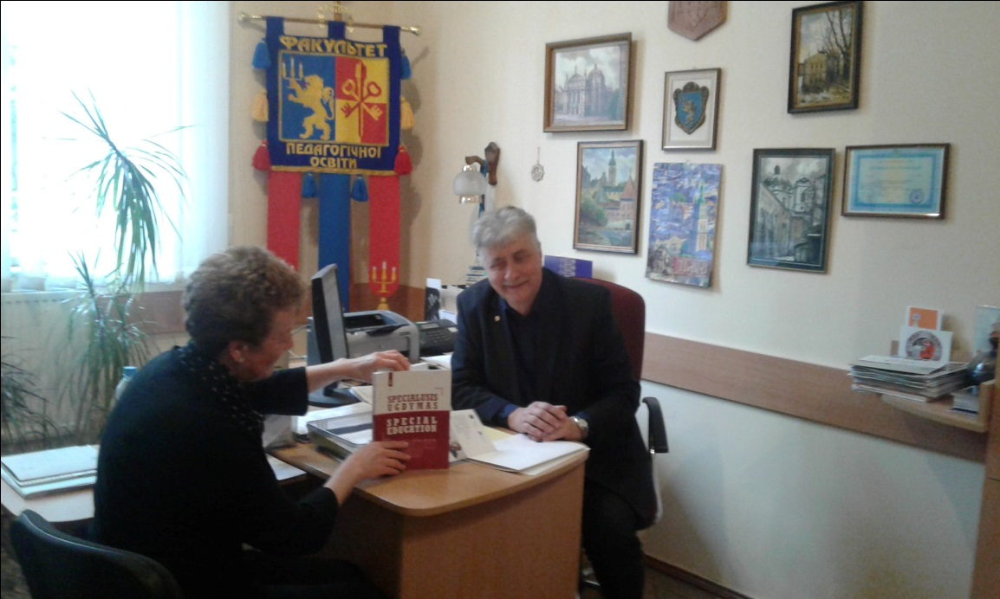 ФАКУЛЬТЕТ
ПЕДАГОГІЧНОЇ
ОСВІТИ
SPECIALUSIS
UGDYMAS
SPECIAL
EDUCATION